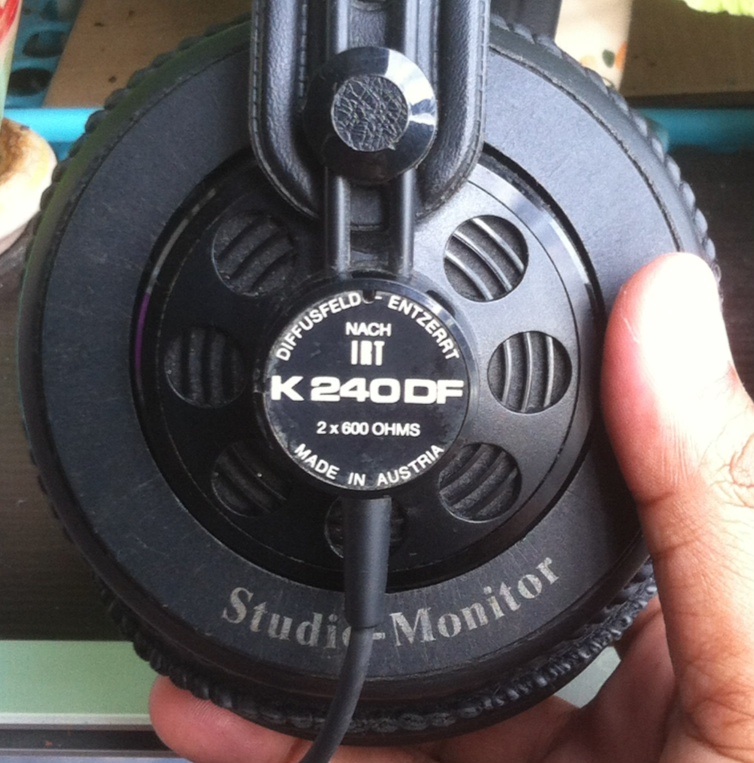 DIFFUSFELD - ENTZERRT
NACH
IRT
K 240 DF
2 x 600 OHMS
MADE IN AUSTRIA
Studio-Monitor